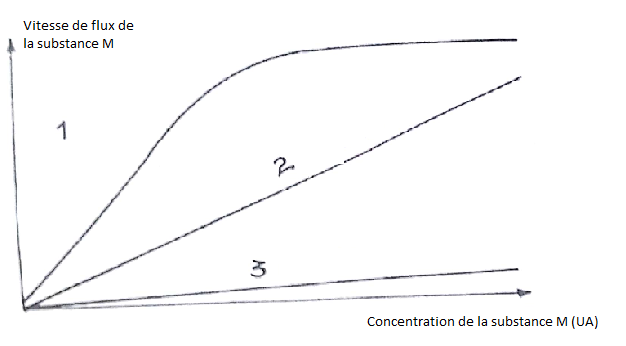 Vitesse de flux de
la substance M
1
2
3
Concentration de la substance M (UA)